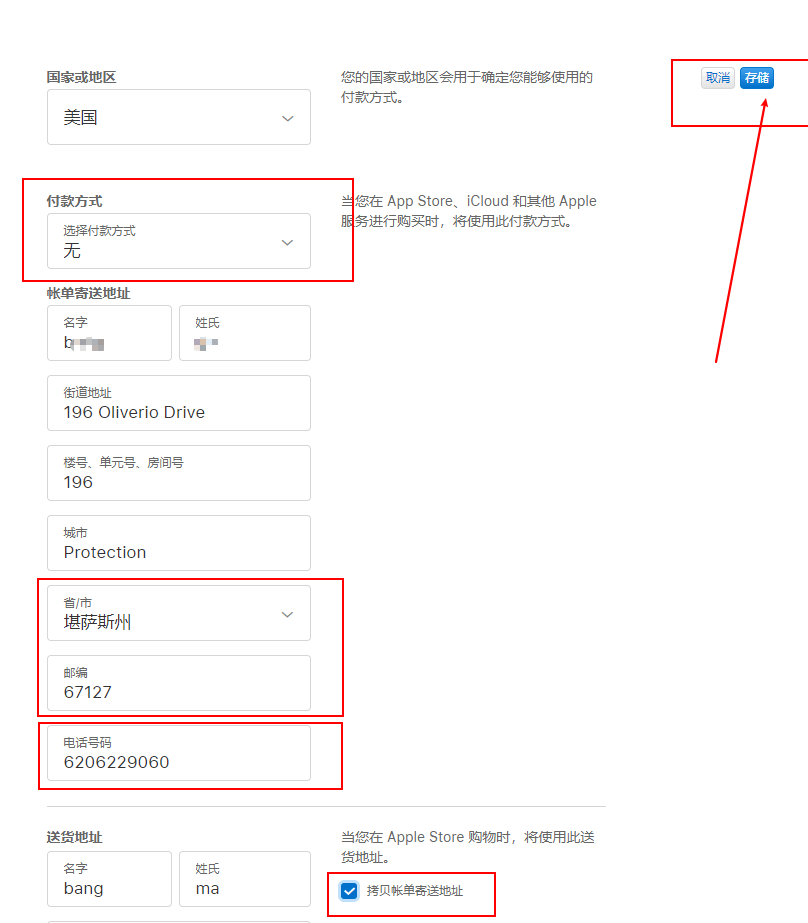 国家或地区
美国
您的国家或地区会用于确定您能够使用的
付款方式。
取消
存储
付款方式
选择付款方式
无
当您在 App Store、iCloud 和其他 Apple
服务进行购买时，将使用此付款方式。
帐单寄送地址
名字
姓氏
街道地址
196 Oliverio Drive
楼号、单元号、房间号
196
城市
Protection
省/市
堪萨斯州
邮编
67127
电话号码
6206229060
送货地址
名字
bang
姓氏
ma
当您在 Apple Store 购物时，将使用此送
货地址。
拷贝帐单寄送地址